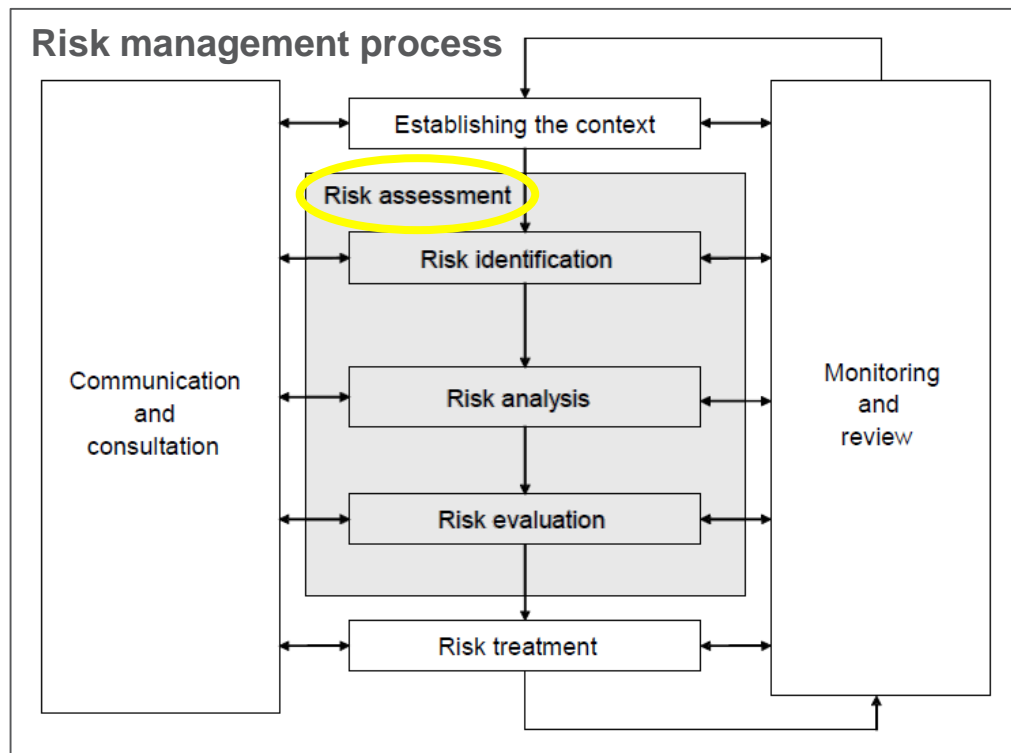 Risk management process
Establishing the context
Risk assessment
Risk identification
Communication
and
consultation
Risk analysis
Monitoring
and
review
Risk evaluation
Risk treatment